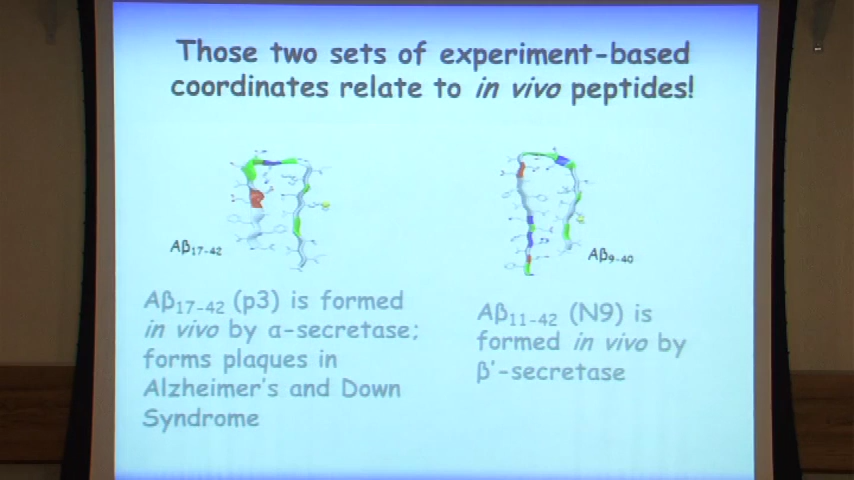 Those two sets of experiment-based
coordinates relate to in vivo peptides!
Aβ17-42
Aβ9-40
Aβ17-42 (p3) is formed
in vivo by α-secretase;
forms plaques in
Alzheimer's and Down
Syndrome
Aβ11-42 (N9) is
formed in vivo by
β'-secretase